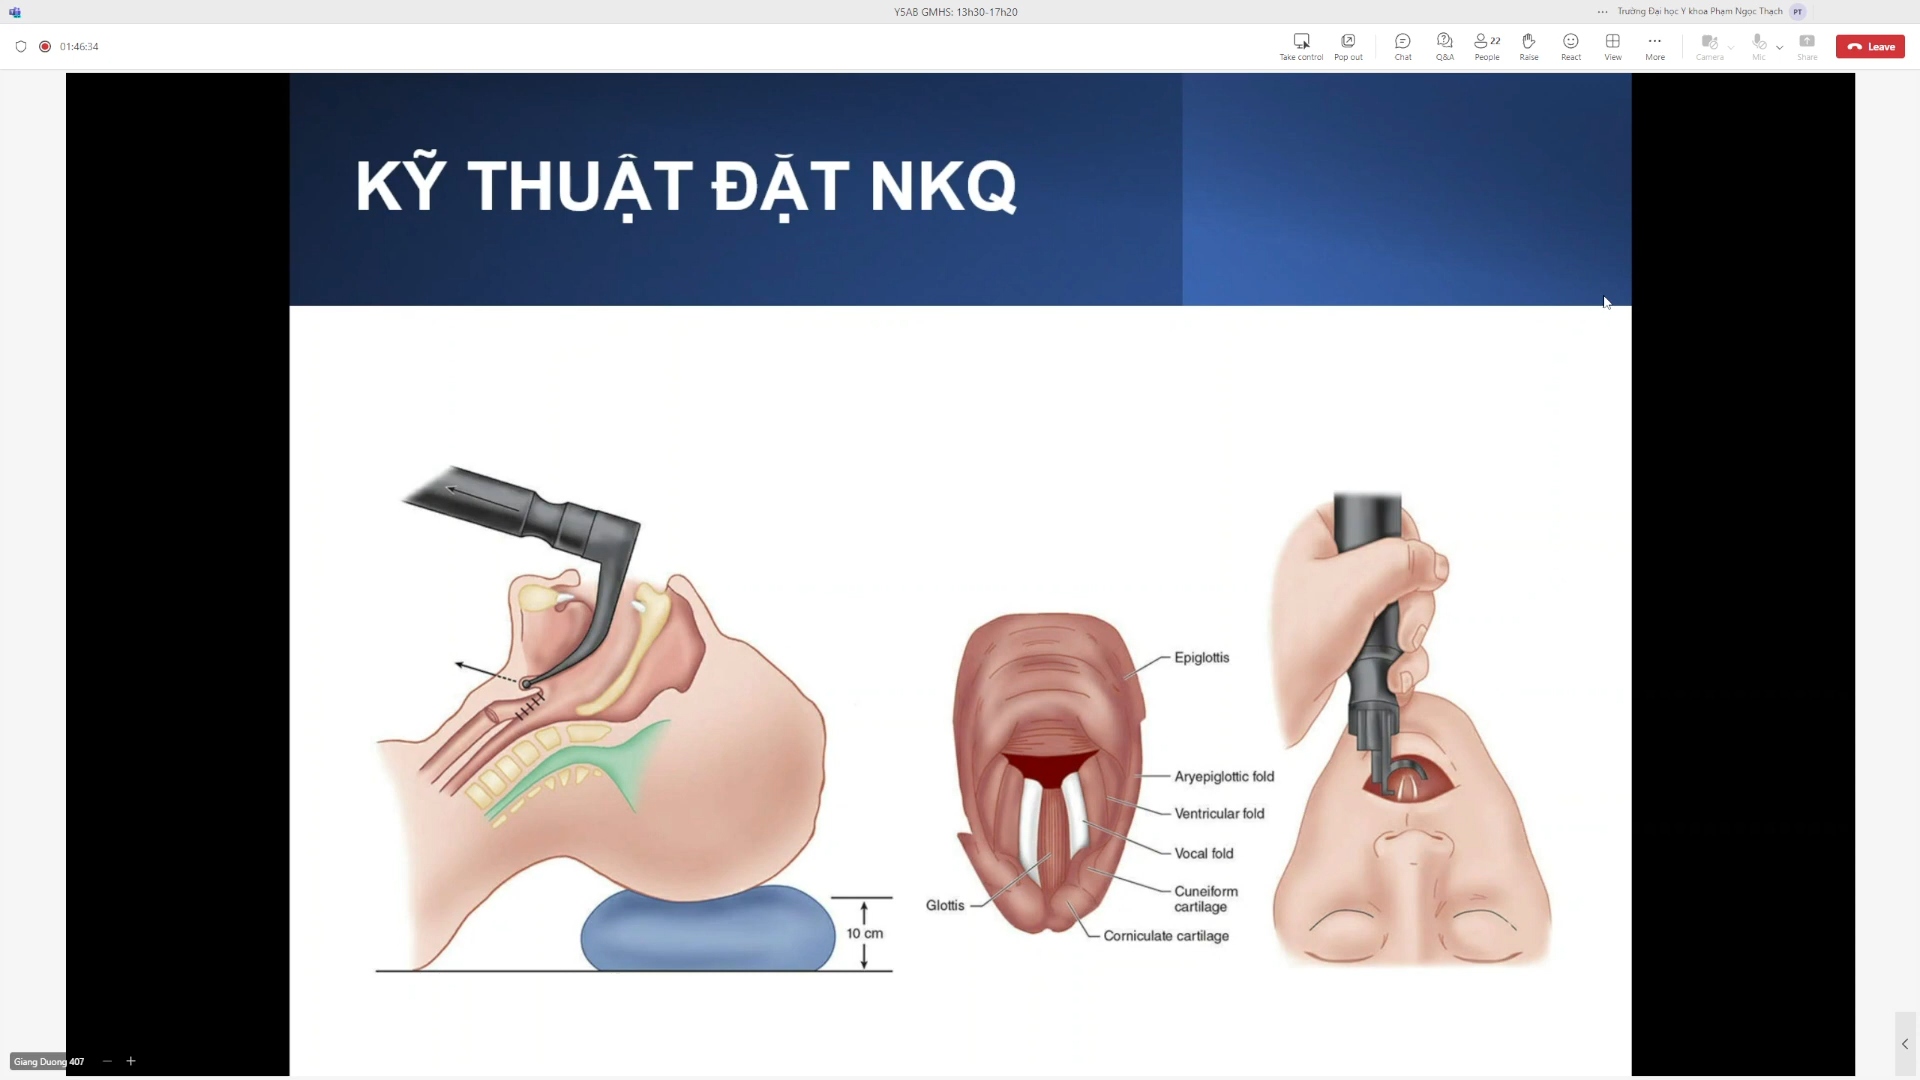 Y5AB GMHS: 13h30-17h20
Trường Đại học Y khoa Phạm Ngọc Thạch
PT
01:46:34
Take control
Pop out
Chat
Q&A
22
People
Raise
React
View
More
Camera
Mic
Share
Leave
KỸ THUẬT ĐẶT NKQ
Epiglottis
Aryepiglottic fold
Ventricular fold
Vocal fold
Cuneiform
cartilage
Glottis
Corniculate cartilage
10 cm
Giang Duong 407